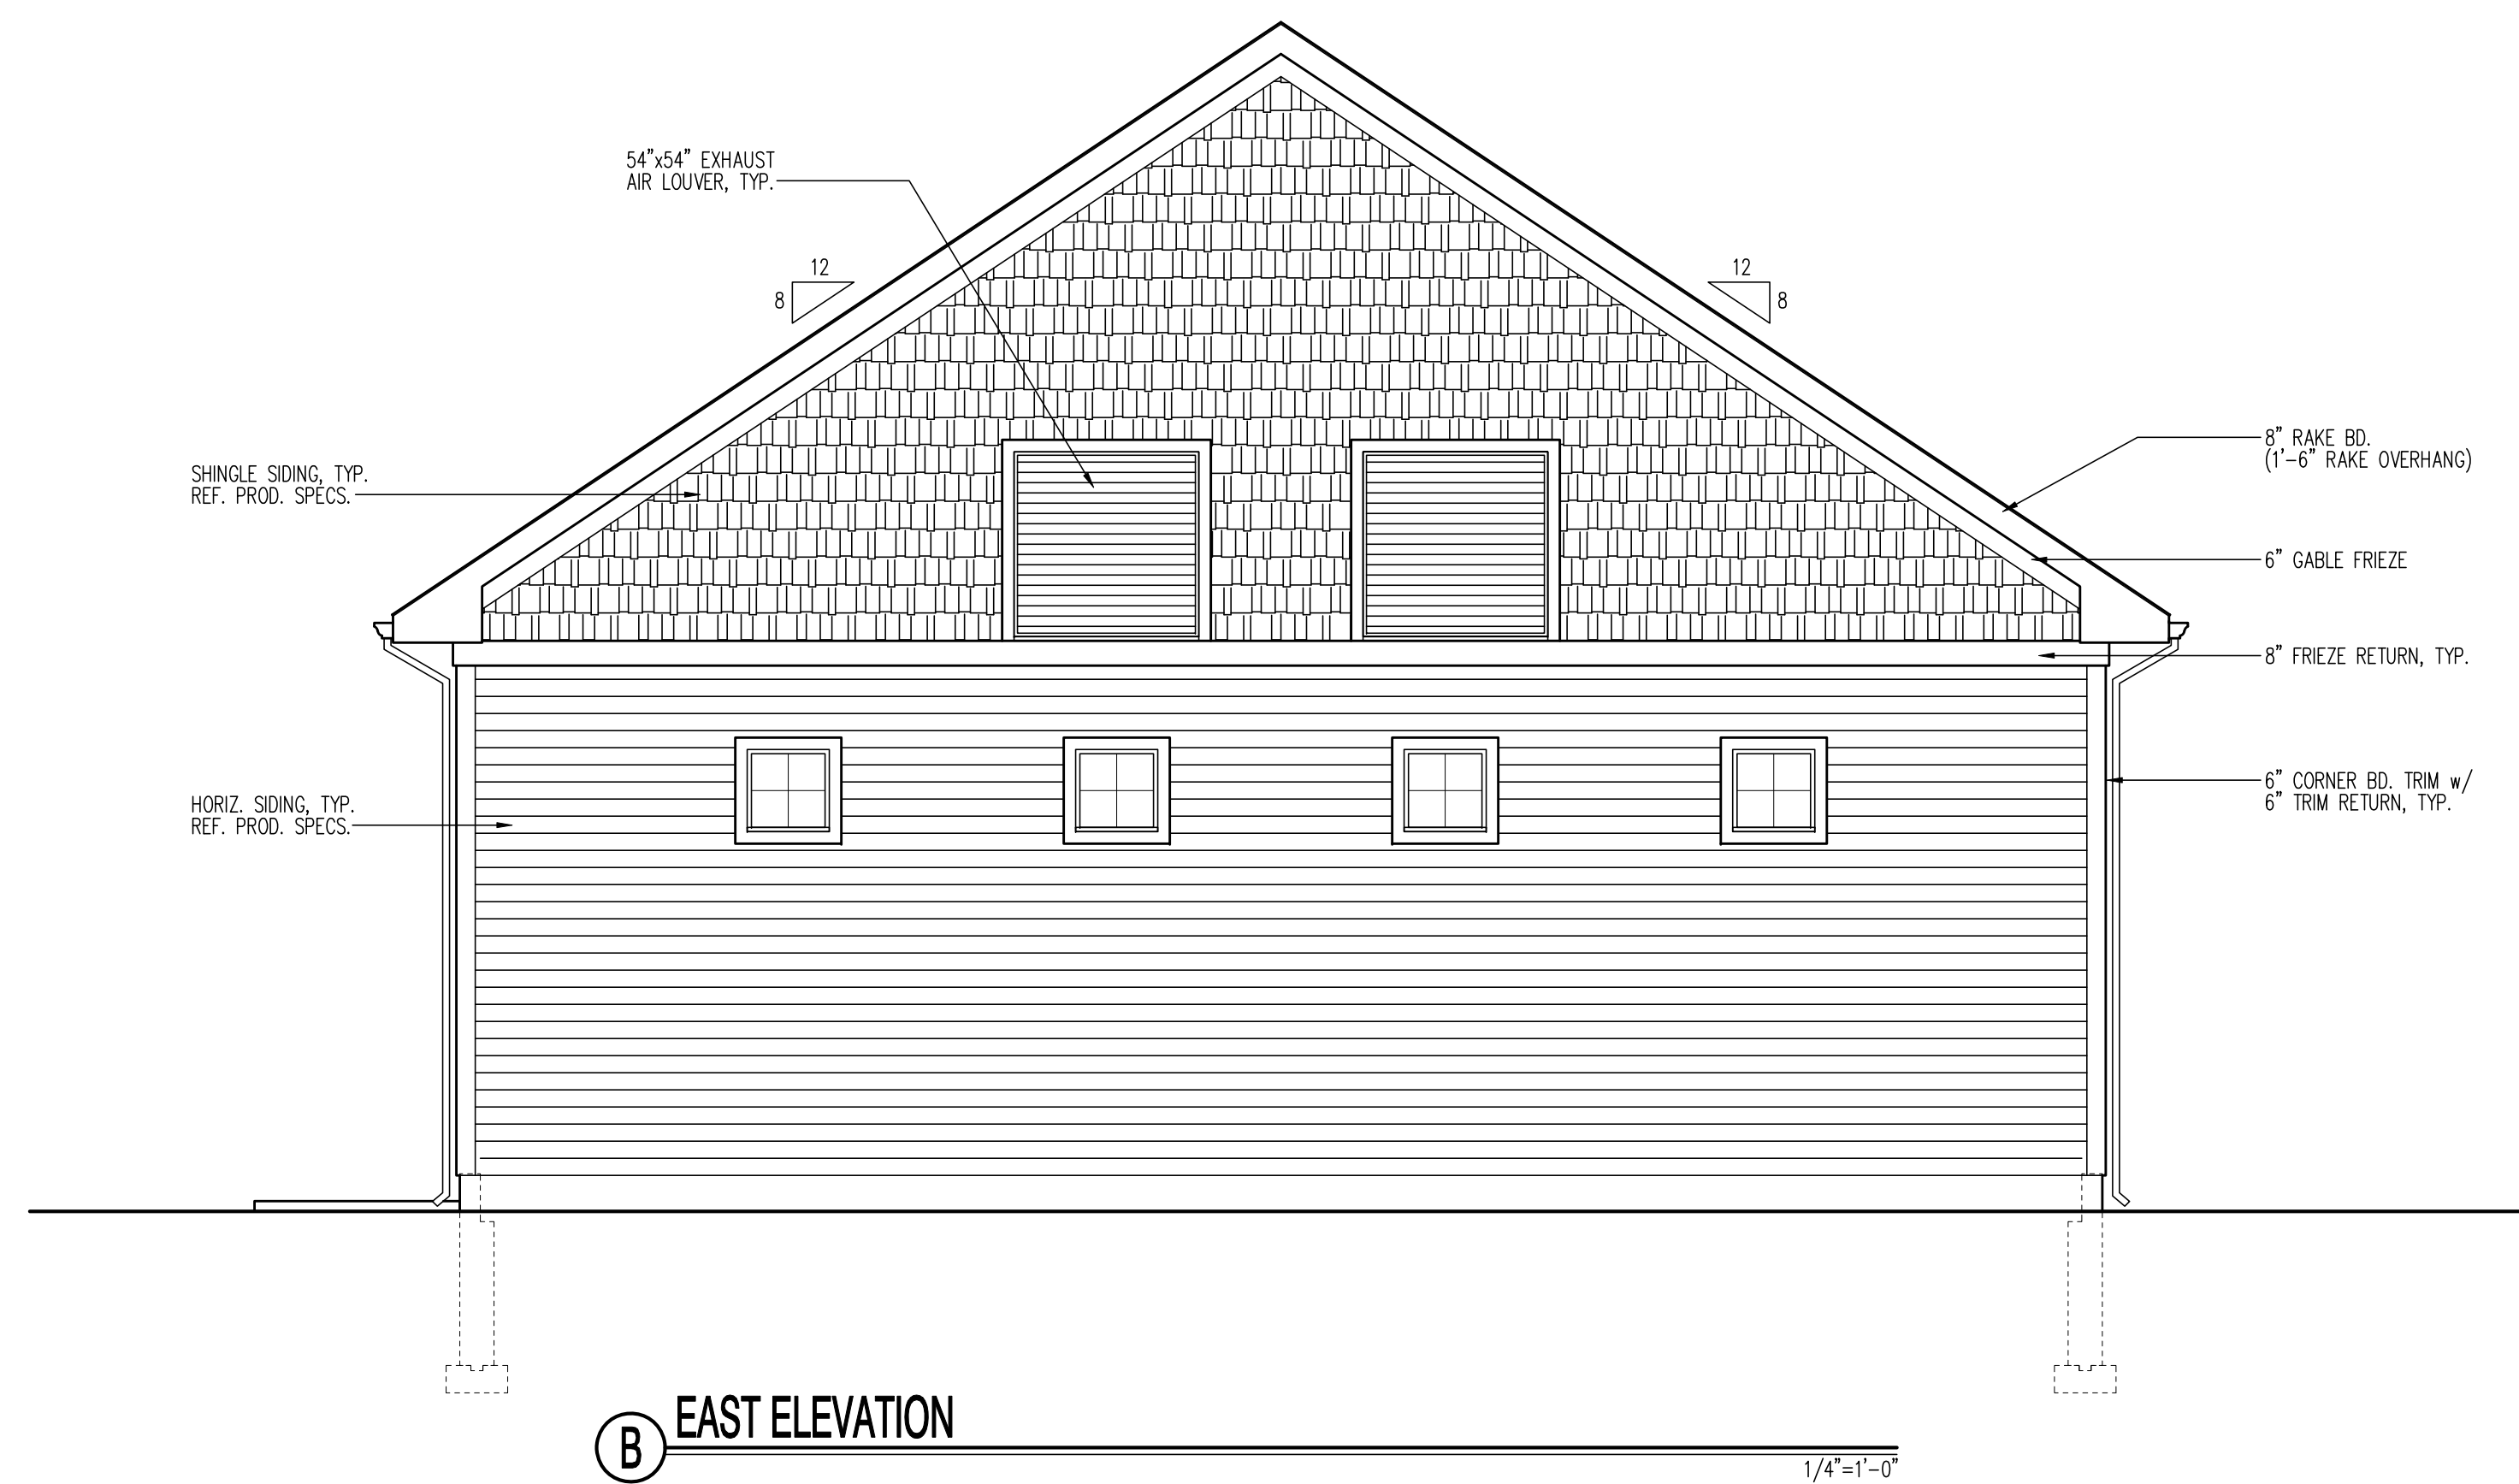 54”x54” EXHAUST
AIR LOUVER, TYP.
12
8
12
8
SHINGLE SIDING, TYP.
REF. PROD. SPECS.
8” RAKE BD.
(1'-6” RAKE OVERHANG)
6” GABLE FRIEZE
8” FRIEZE RETURN, TYP.
HORIZ. SIDING, TYP.
REF. PROD. SPECS.
6” CORNER BD. TRIM w/
6” TRIM RETURN, TYP.
B EAST ELEVATION
1/4”=1'-0”